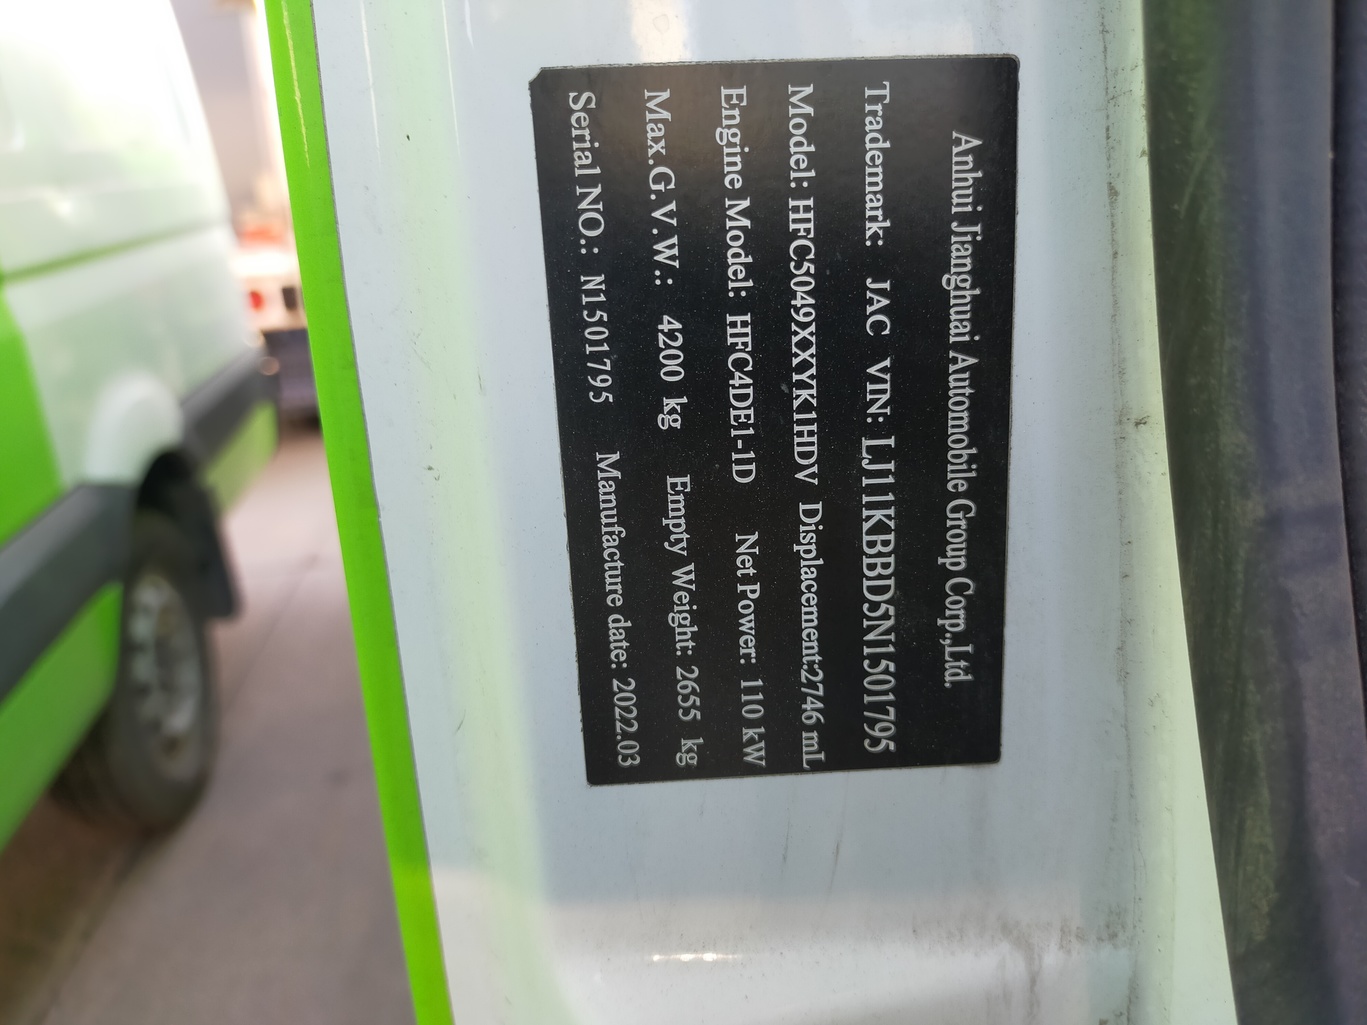 Anhui Jianghuai Automobile Group Corp.,Ltd.
Trademark: JAC VIN: LJ11KBBD5N1501795
Model: HFC5049XXYK1HDV Displacement:2746 mL
Engine Model: HFC4DE1-1D Net Power: 110 kW
Max.G.V.W.: 4200 kg Empty Weight: 2655 kg
Serial NO.: N1501795 Manufacture date: 2022.03